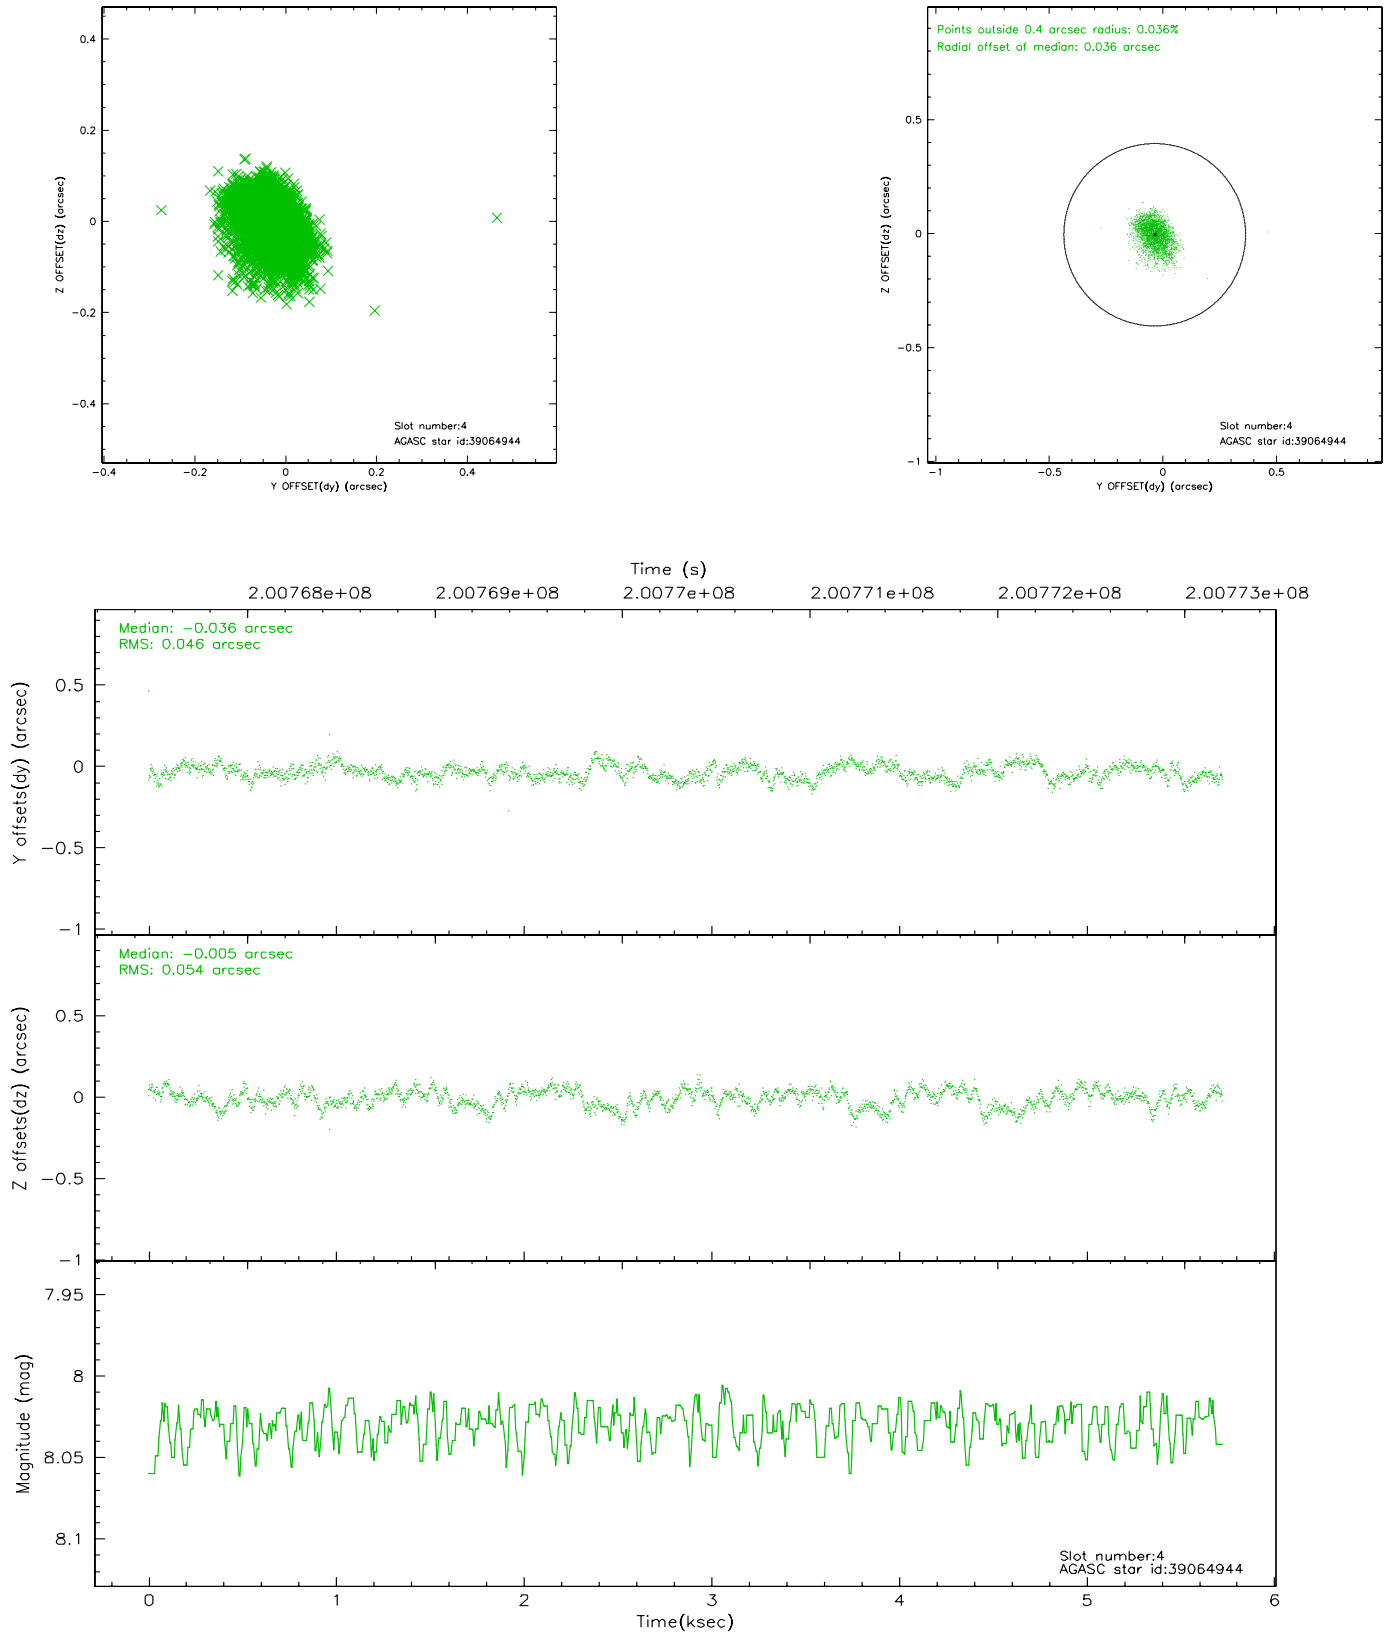 0.4
0.2
0
−0.2
−0.4
Z OFFSET(dz) (arcsec)
−0.4 −0.2 0 0.2 0.4
Y OFFSET(dy) (arcsec)
Slot number:4
AGASC star id:39064944
Points outside 0.4 arcsec radius: 0.036%
Radial offset of median: 0.036 arcsec
0.5
0
−0.5
−1
Z OFFSET(dz) (arcsec)
−1 −0.5 0 0.5
Y OFFSET(dy) (arcsec)
Slot number:4
AGASC star id:39064944
Time (s)
2.00768e+08 2.00769e+08 2.0077e+08 2.00771e+08 2.00772e+08 2.00773e+08
Median: −0.036 arcsec
RMS: 0.046 arcsec
0.5
0
−0.5
−1
Y offsets(dy) (arcsec)
Median: −0.005 arcsec
RMS: 0.054 arcsec
0.5
0
−0.5
−1
Z offsets(dz) (arcsec)
7.95
8
8.05
8.1
Magnitude (mag)
Slot number:4
AGASC star id:39064944
0 1 2 3 4 5 6
Time(ksec)